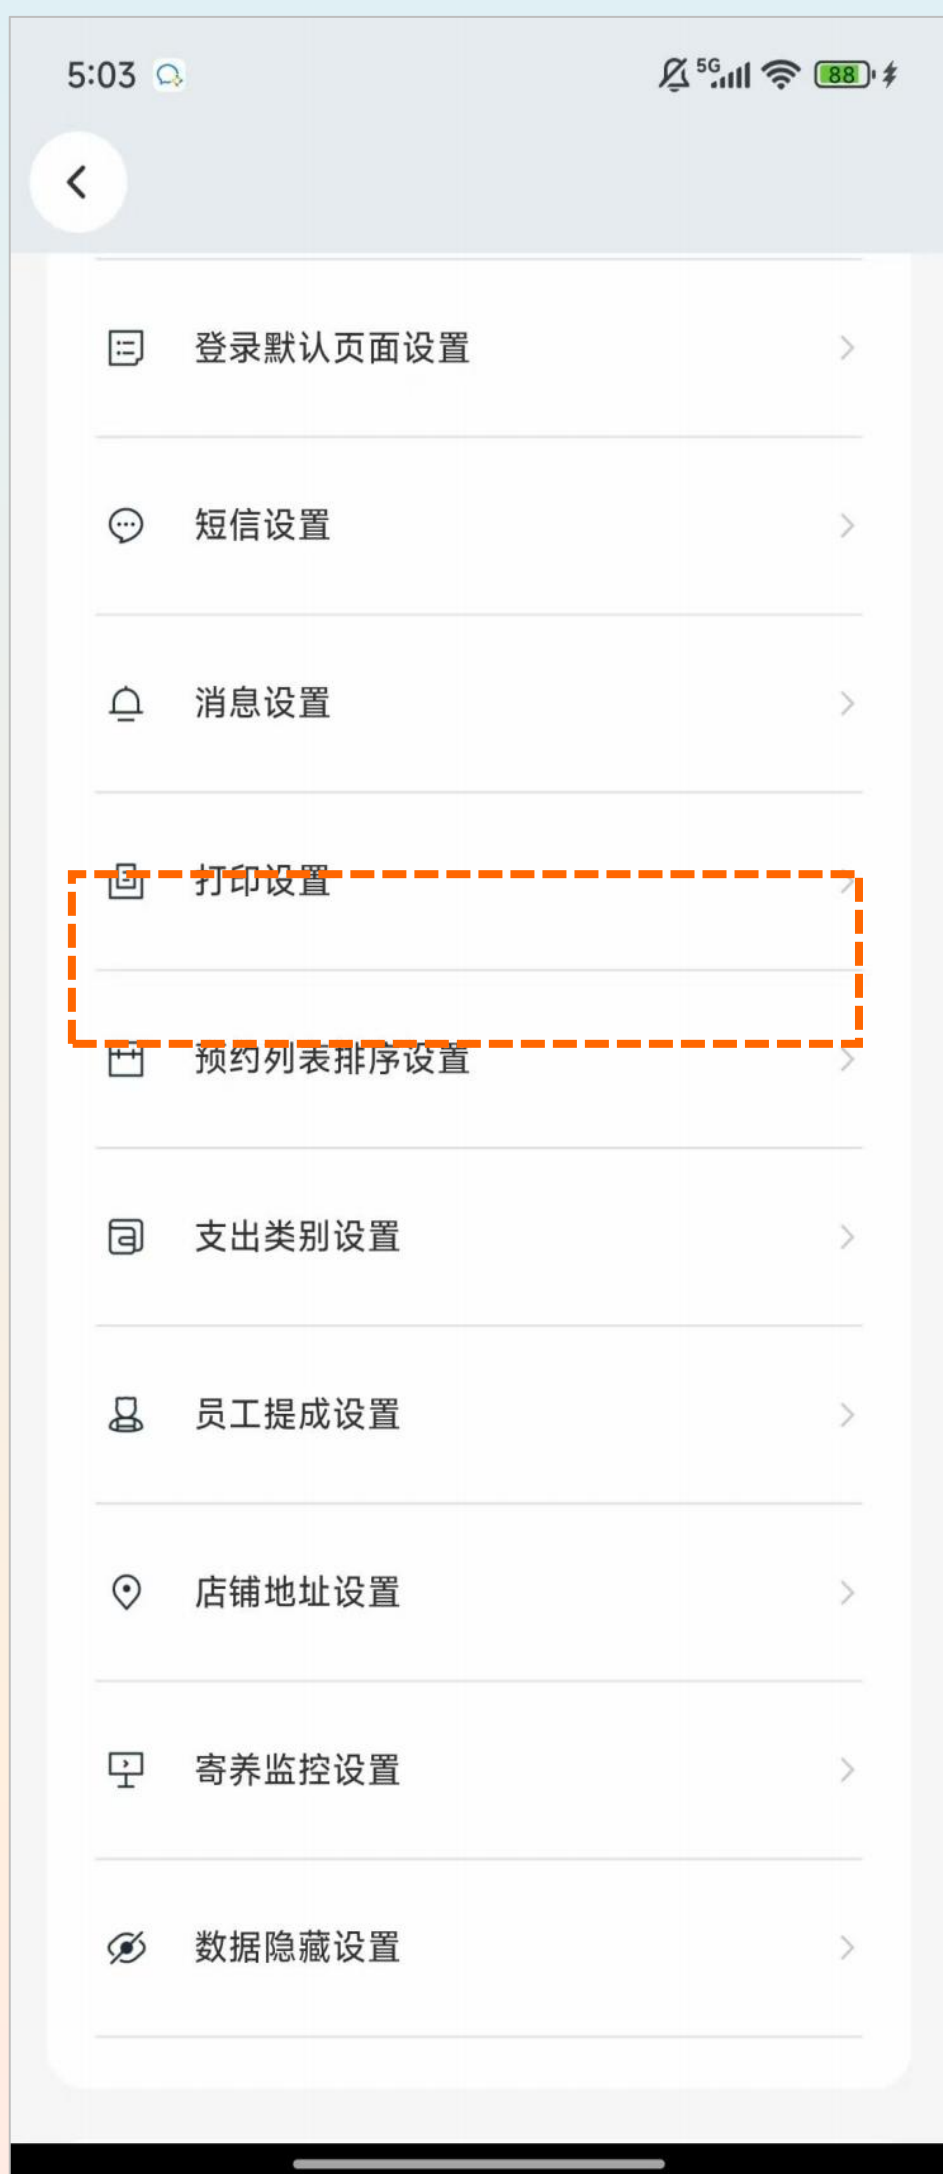 5:03 5G 88
登录默认页面设置
短信设置
消息设置
打印设置
预约列表排序设置
支出类别设置
员工提成设置
店铺地址设置
寄养监控设置
数据隐藏设置